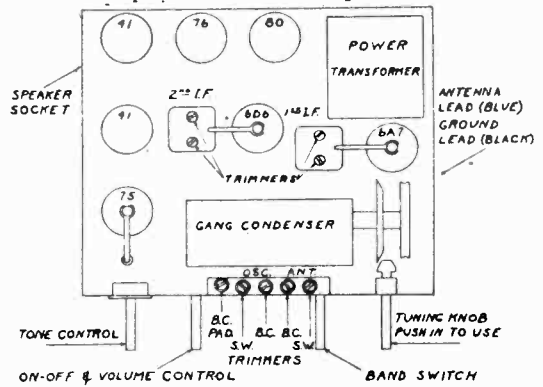 41
76
80
POWER
TRANSFORMER
SPEAKER
SOCKET
2ND I.F.
41
6D6
1ST I.F.
6A7
ANTENNA
LEAD (BLUE)
GROUND
LEAD (BLACK)
TRIMMERS
75
GANG CONDENSER
OSC. ANT.
B.C.
PAD.
S.W.
B.C.
B.C.
S.W.
TRIMMERS
TONE CONTROL
ON-OFF & VOLUME CONTROL
BAND SWITCH
TUNING KNOB
PUSH IN TO USE